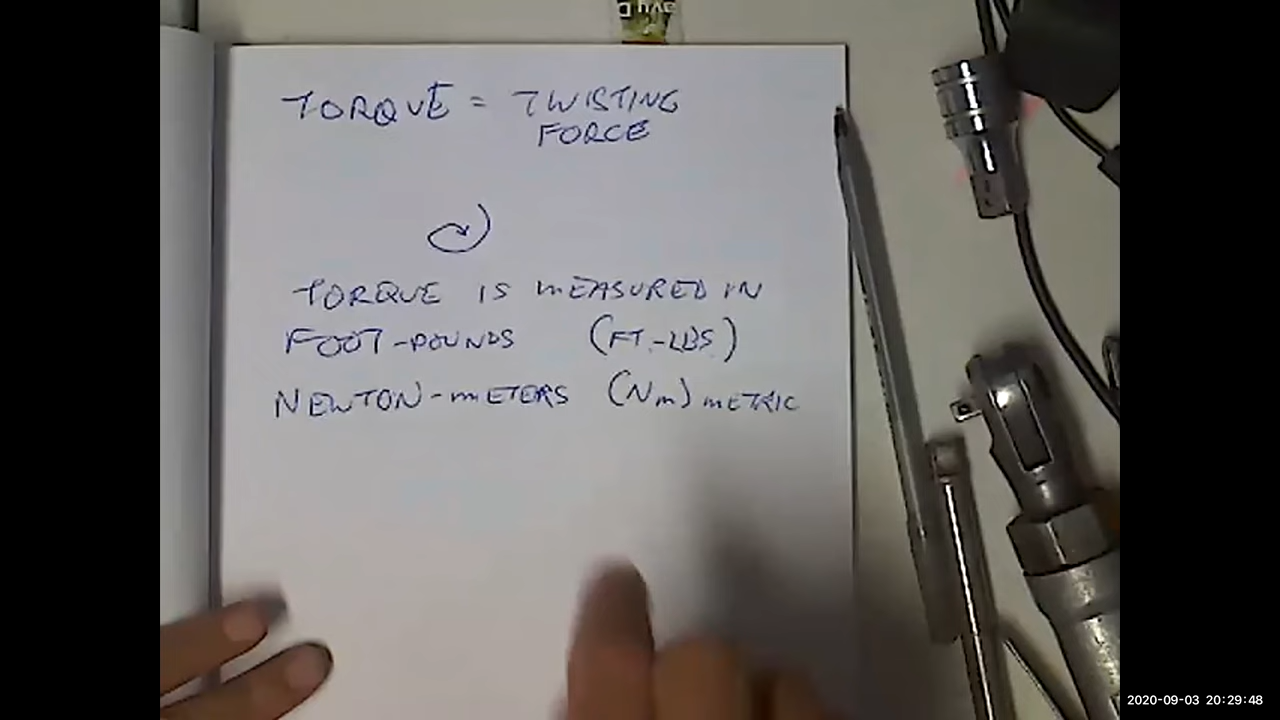 TORQUE = TWISTING
FORCE
TORQUE IS MEASURED IN
FOOT-POUNDS (FT.-LBS)
NEWTON-METERS (Nm) METRIC
2020-09-03 20:29:48